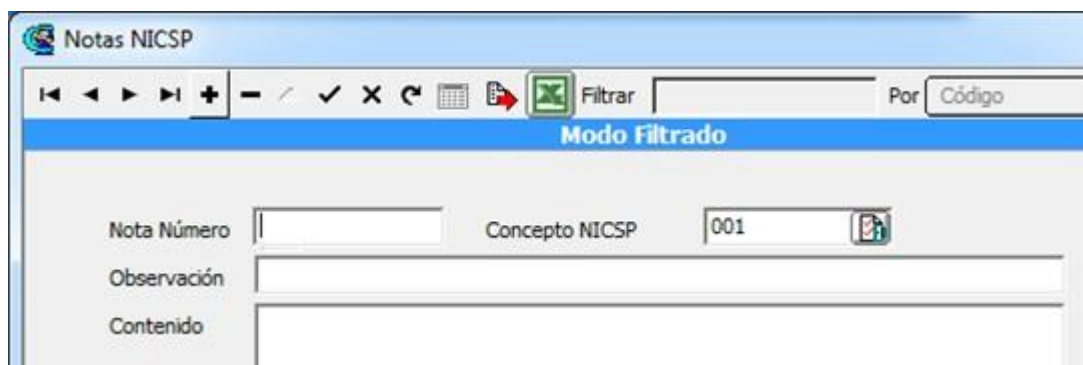 Notas NICSP
Filtrar Por Código
Modo Filtrado
Nota Número Concepto NICSP 001
Observación
Contenido